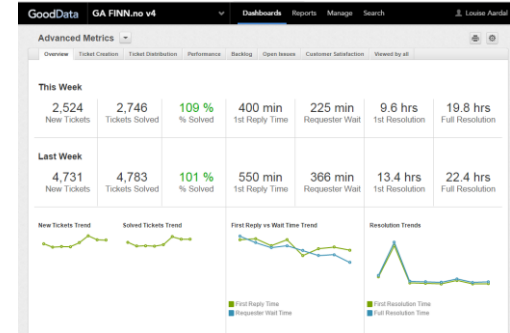 GoodData GA FINN.no v4 Dashboards Reports Manage Search Louise Aardal
Advanced Metrics
Overview Ticket Creation Ticket Distribution Performance Backlog Open Issues Customer Satisfaction Viewed by all
This Week
2,524 2,746 109 % 400 min 225 min 9.6 hrs 19.8 hrs
New Tickets Tickets Solved % Solved 1st Reply Time Requester Wait 1st Resolution Full Resolution
Last Week
4,731 4,783 101 % 550 min 366 min 13.4 hrs 22.4 hrs
New Tickets Tickets Solved % Solved 1st Reply Time Requester Wait 1st Resolution Full Resolution
New Tickets Trend Solved Tickets Trend First Reply vs Wait Time Trend Resolution Trends
First Reply Time First Resolution Time
Requester Wait Time Full Resolution Time